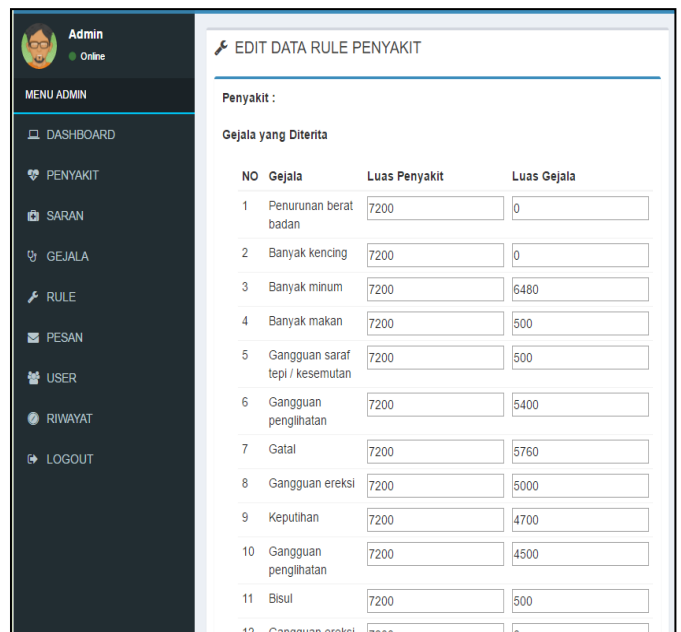 Admin
Online
MENU ADMIN
DASHBOARD
PENYAKIT
SARAN
GEJALA
RULE
PESAN
USER
RIWAYAT
LOGOUT
EDIT DATA RULE PENYAKIT
Penyakit :
Gejala yang Diterita
NO Gejala Luas Penyakit Luas Gejala
1 Penurunan berat 7200 0
badan
2 Banyak kencing 7200 0
3 Banyak minum 7200 6480
4 Banyak makan 7200 500
5 Gangguan saraf 7200 500
tepi / kesemutan
6 Gangguan 7200 5400
penglihatan
7 Gatal 7200 5760
8 Gangguan ereksi 7200 5000
9 Keputihan 7200 4700
10 Gangguan 7200 4500
penglihatan
11 Bisul 7200 500
12 Gangguan ereksi 7200